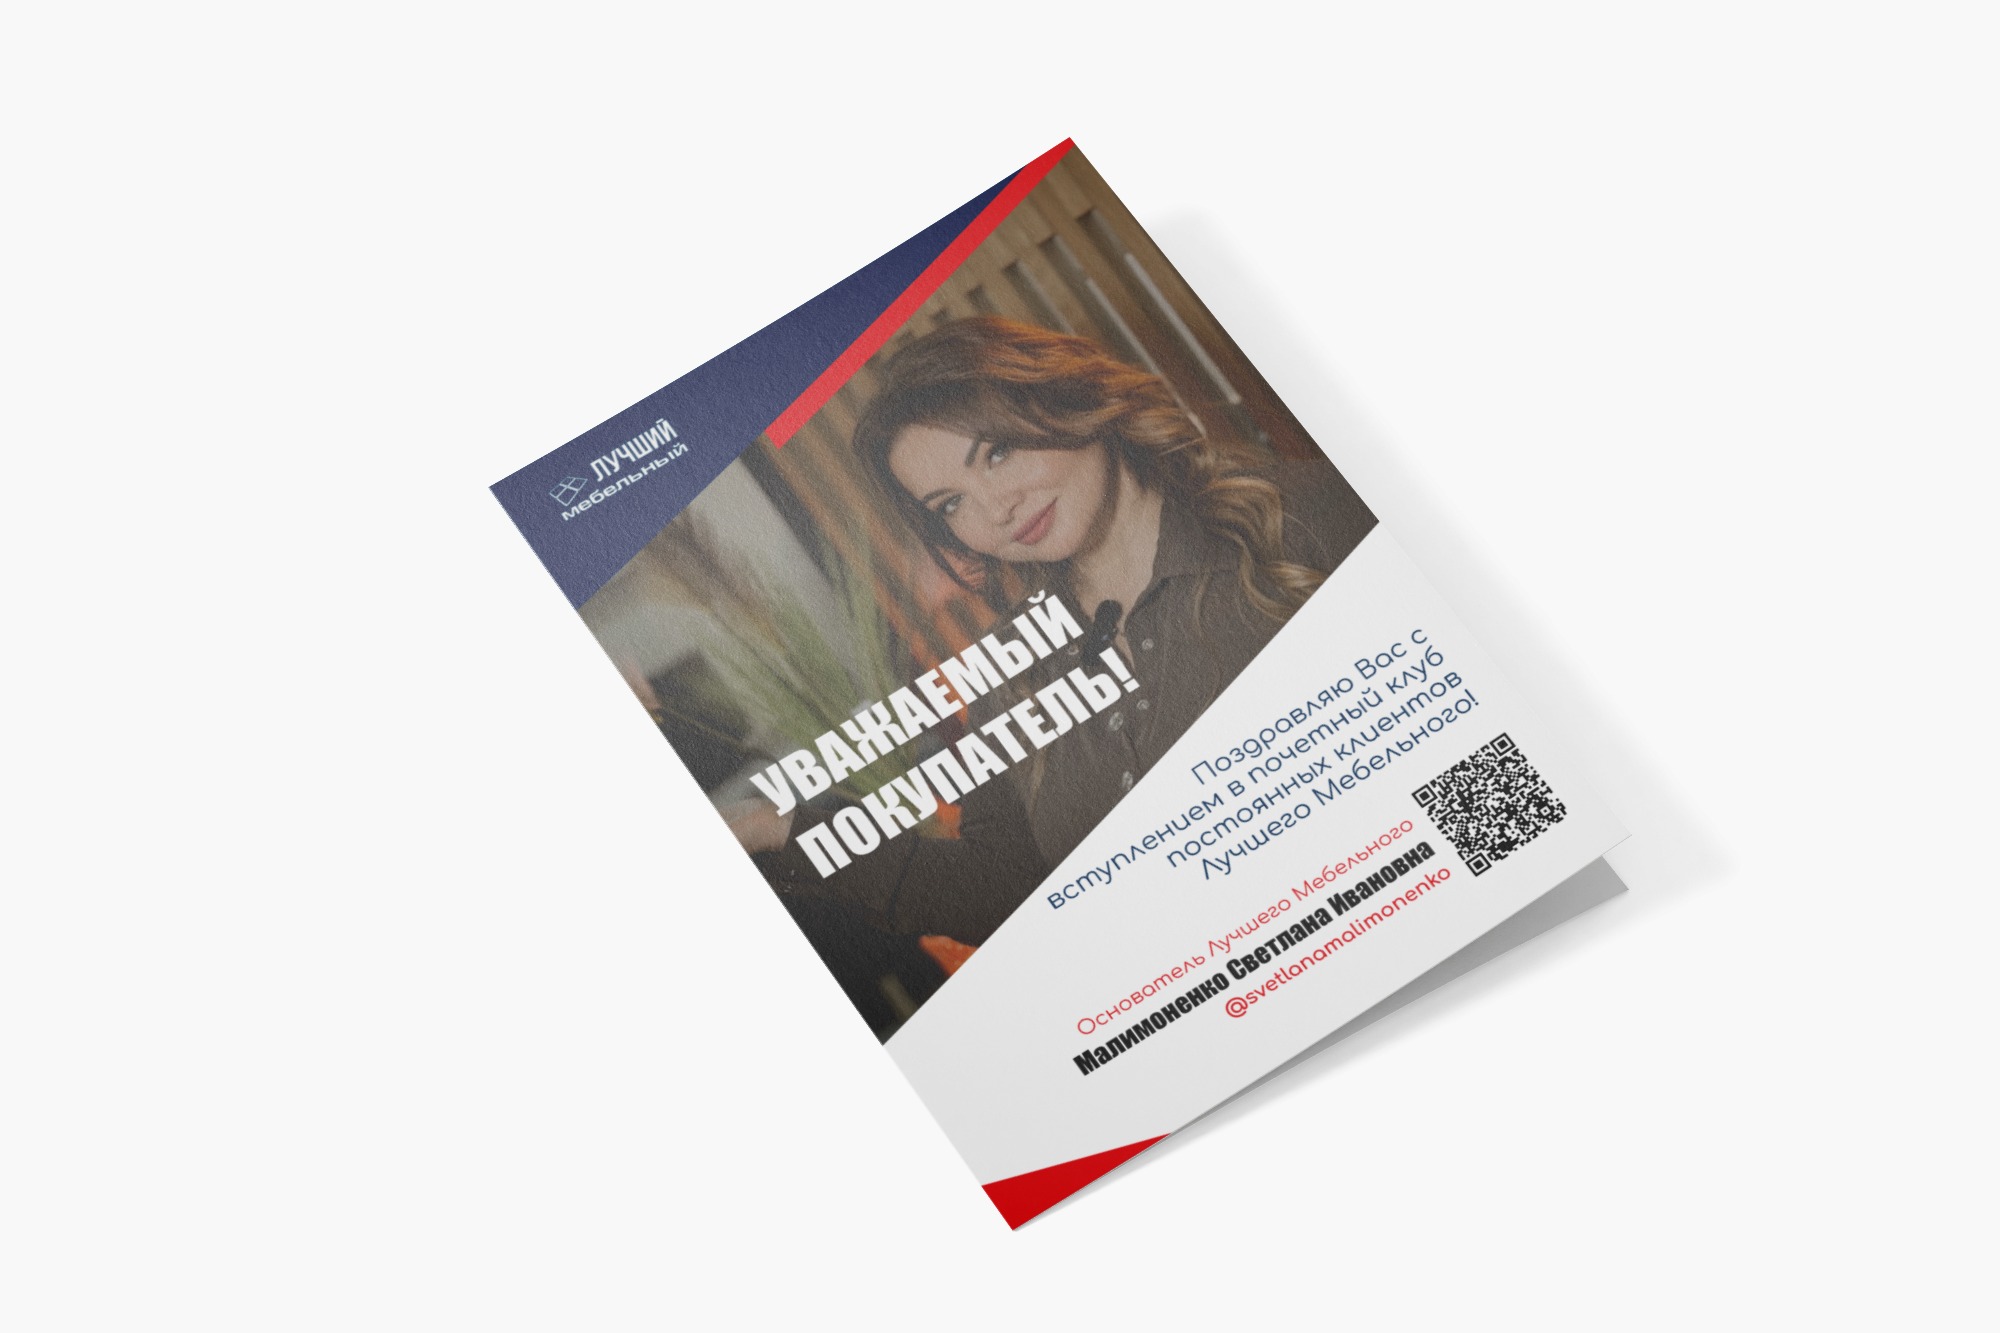 ЛУЧШИЙ
мебельный
УВАЖАЕМЫЙ
ПОКУПАТЕЛЬ!
Поздравляю Вас с
вступлением в почетный клуб
постоянных клиентов
Лучшего Мебельного!
Основатель Лучшего Мебельного
Малимоненко Светлана Ивановна
@svetlanamalimonenko